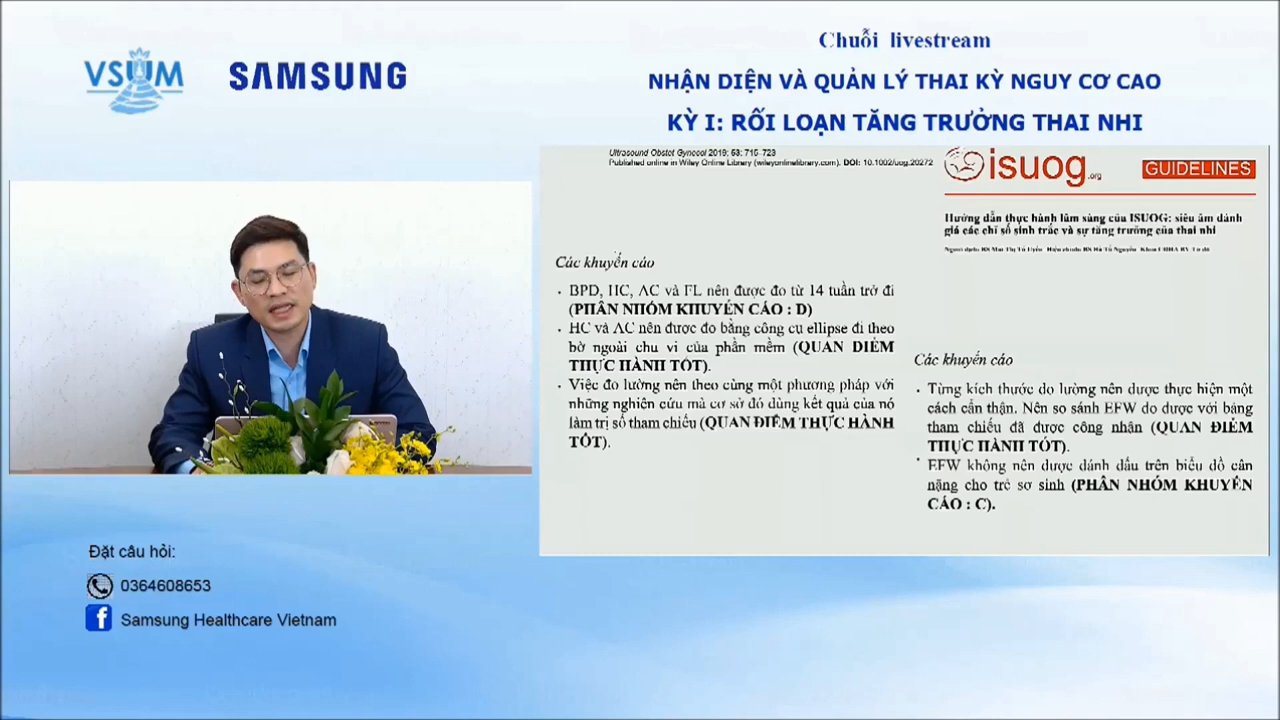 VSUM
SAMSUNG
Chuỗi livestream
NHẬN DIỆN VÀ QUẢN LÝ THAI KỲ NGUY CƠ CAO
KỲ I: RỐI LOẠN TĂNG TRƯỞNG THAI NHI
Ultrasound Obstet Gynecol 2019; 53: 715–723
Published online in Wiley Online Library (wileyonlinelibrary.com). DOI: 10.1002/uog.20272
isuog.org
GUIDELINES
Hướng dẫn thực hành lâm sàng của ISUOG: siêu âm đánh
giá các chỉ số sinh trắc và sự tăng trưởng của thai nhi
Các khuyến cáo
• BPD, HC, AC và FL nên được đo từ 14 tuần trở đi
(PHÂN NHÓM KHUYẾN CÁO : D)
• HC và AC nên được đo bằng công cụ ellipse đi theo
bờ ngoài chu vi của phần mềm (QUAN ĐIỂM
THỰC HÀNH TỐT).
• Việc đo lường nên theo cùng một phương pháp với
những nghiên cứu mà cơ sở đó dùng kết quả của nó
làm trị số tham chiếu (QUAN ĐIỂM THỰC HÀNH
TỐT).
Các khuyến cáo
• Từng kích thước đo lường nên được thực hiện một
cách cẩn thận. Nên so sánh EFW đo được với bảng
tham chiếu đã được công nhận (QUAN ĐIỂM
THỰC HÀNH TỐT).
• EFW không nên được đánh dấu trên biểu đồ cân
nặng cho trẻ sơ sinh (PHÂN NHÓM KHUYẾN
CÁO : C).
Đặt câu hỏi:
0364608653
Samsung Healthcare Vietnam